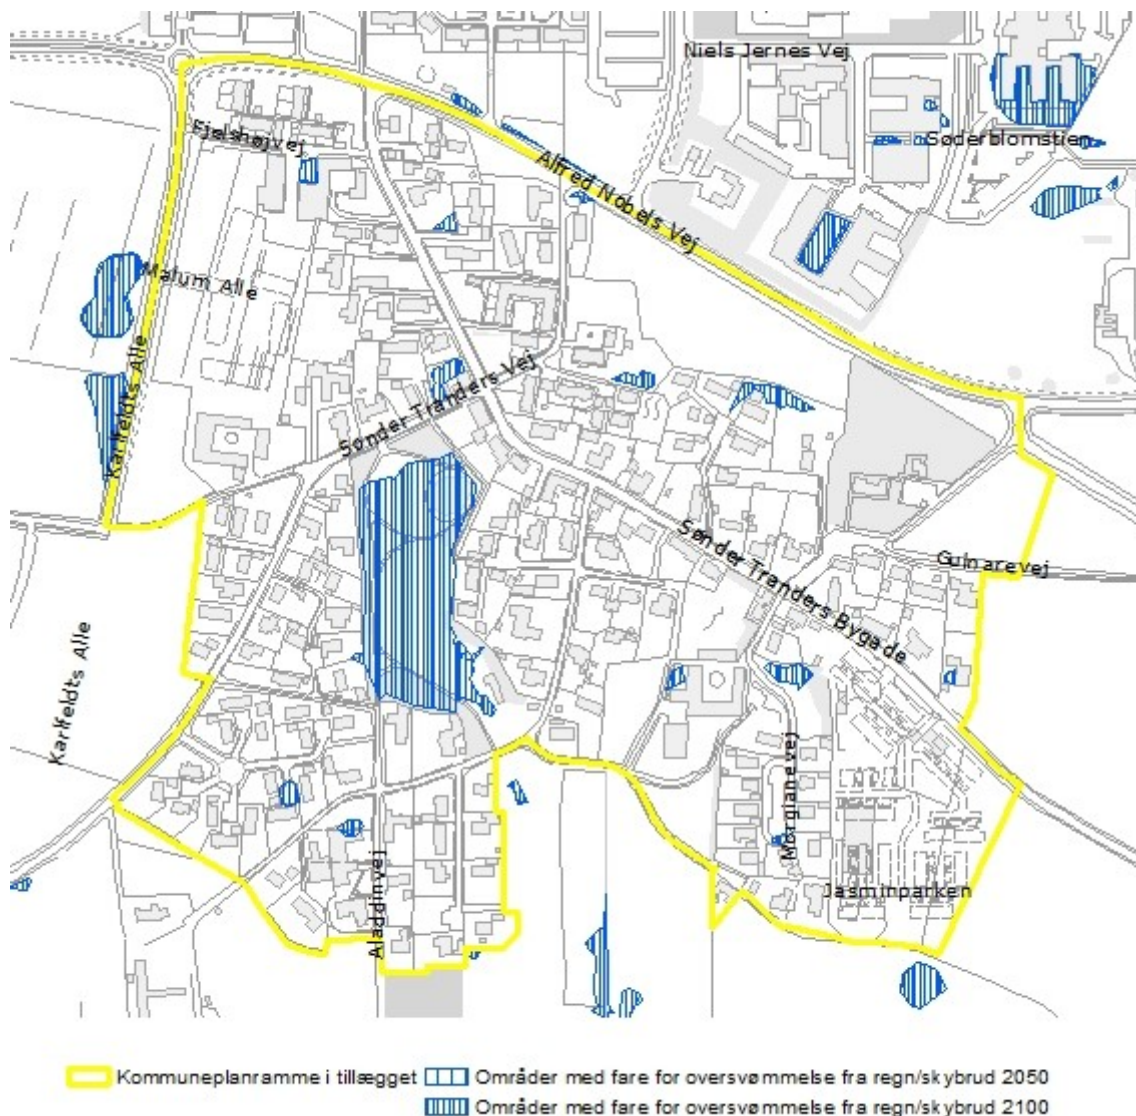 Niels Jernes Vej
Fjelshøjvej
Søderblomstien
Alfred Nobels Vej
Malum Alle
Karlfeldts Alle
Sønder Tranders Vej
Sønder Tranders Bygade
Gulnarevej
Karlfeldts Alle
Morgianevej
Jasminparken
Aladdinvej
Kommuneplanramme i tillægget
Områder med fare for oversvømmelse fra regn/skybrud 2050
Områder med fare for oversvømmelse fra regn/skybrud 2100